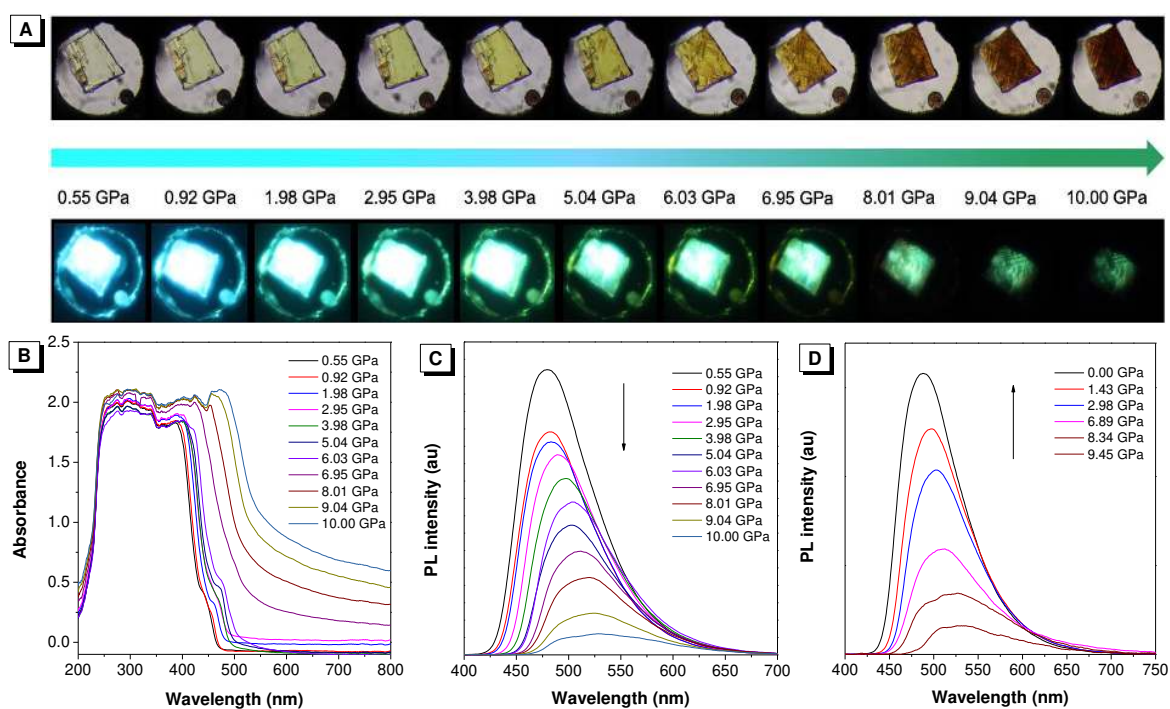 A
0.55 GPa 0.92 GPa 1.98 GPa 2.95 GPa 3.98 GPa 5.04 GPa 6.03 GPa 6.95 GPa 8.01 GPa 9.04 GPa 10.00 GPa
B
2.5
2.0
1.5
1.0
0.5
0.0
Absorbance
0.55 GPa
0.92 GPa
1.98 GPa
2.95 GPa
3.98 GPa
5.04 GPa
6.03 GPa
6.95 GPa
8.01 GPa
9.04 GPa
10.00 GPa
200 300 400 500 600 700 800
Wavelength (nm)
C
PL intensity (au)
0.55 GPa
0.92 GPa
1.98 GPa
2.95 GPa
3.98 GPa
5.04 GPa
6.03 GPa
6.95 GPa
8.01 GPa
9.04 GPa
10.00 GPa
400 450 500 550 600 650 700
Wavelength (nm)
D
PL intensity (au)
0.00 GPa
1.43 GPa
2.98 GPa
6.89 GPa
8.34 GPa
9.45 GPa
400 450 500 550 600 650 700 750
Wavelength (nm)